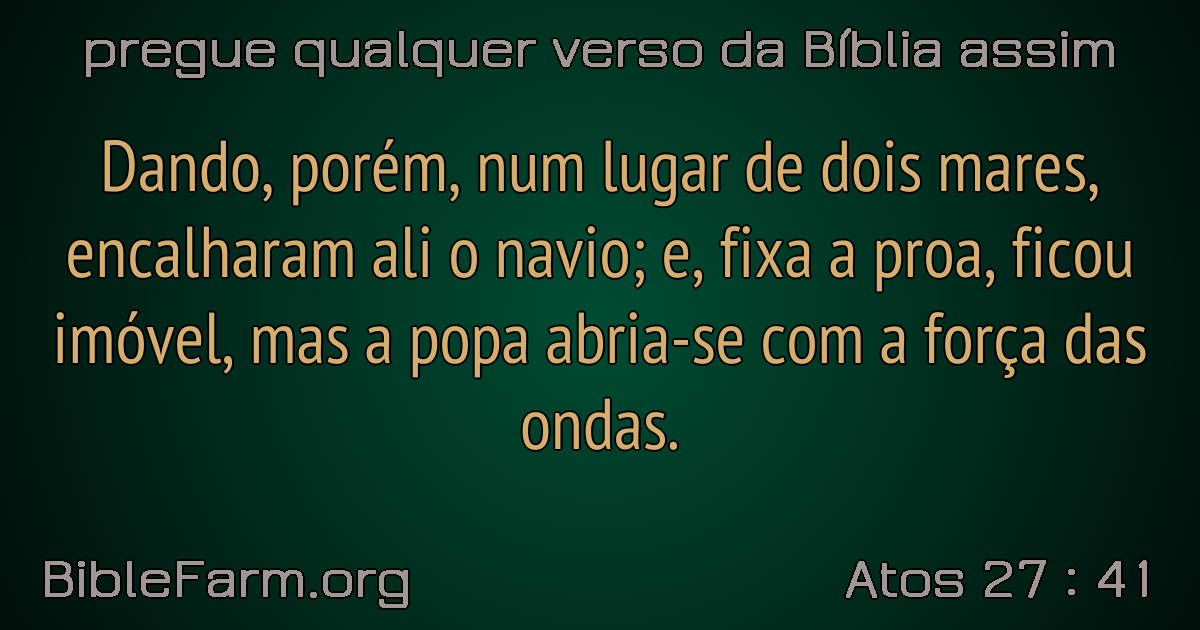 pregue qualquer verso da Bíblia assim
Dando, porém, num lugar de dois mares,
encalharam ali o navio; e, fixa a proa, ficou
imóvel, mas a popa abria-se com a força das
ondas.
BibleFarm.org
Atos 27 : 41